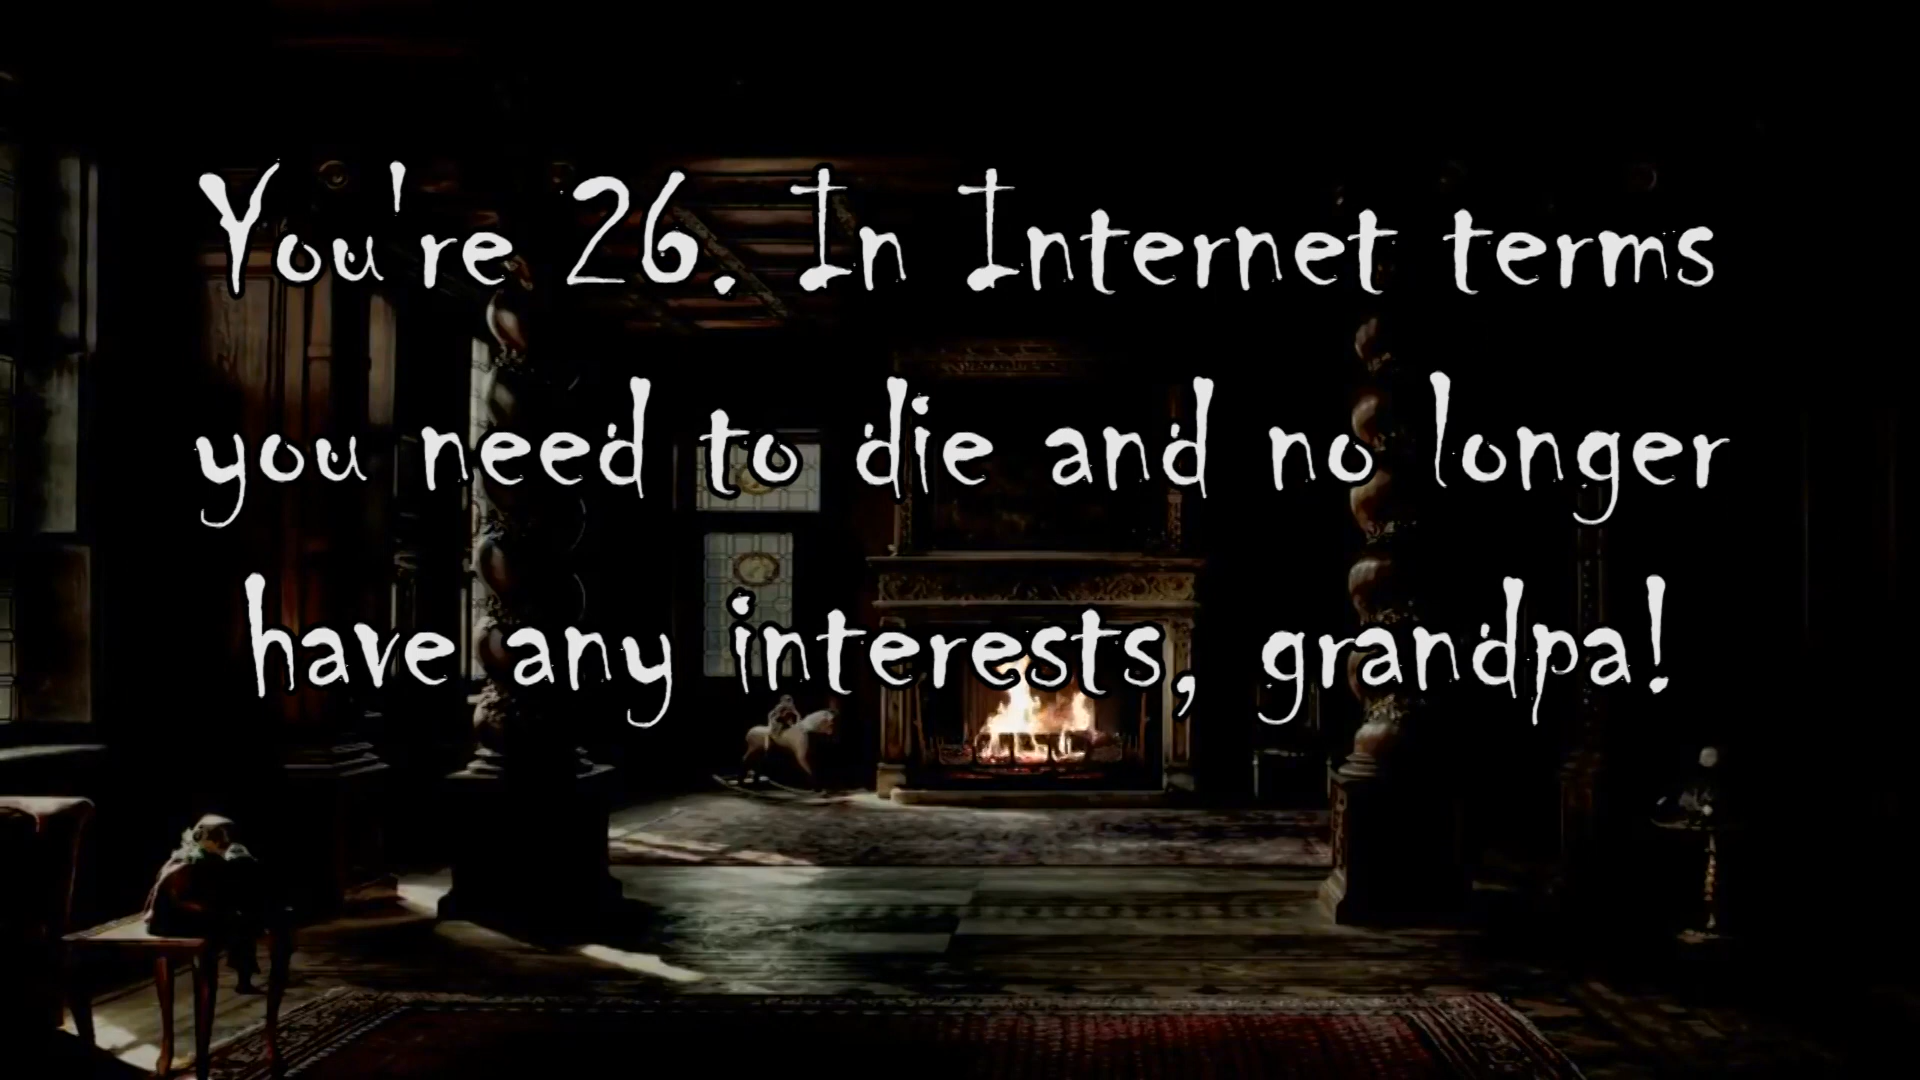 You're 26. In Internet terms
you need to die and no longer
have any interests, grandpa!